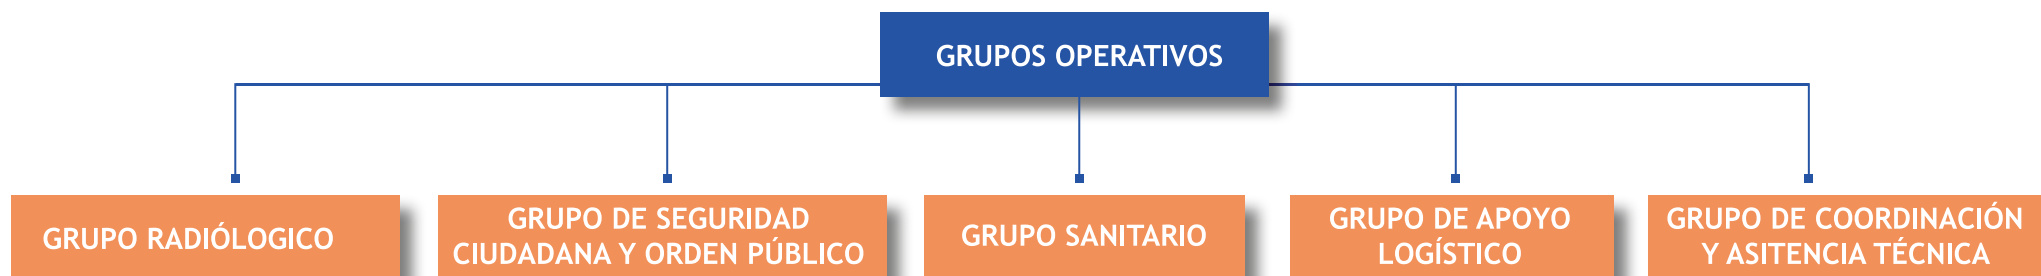 GRUPOS OPERATIVOS
GRUPO RADIÓLOGICO
GRUPO DE SEGURIDAD
CIUDADANA Y ORDEN PÚBLICO
GRUPO SANITARIO
GRUPO DE APOYO
LOGÍSTICO
GRUPO DE COORDINACIÓN
Y ASITENCIA TÉCNICA